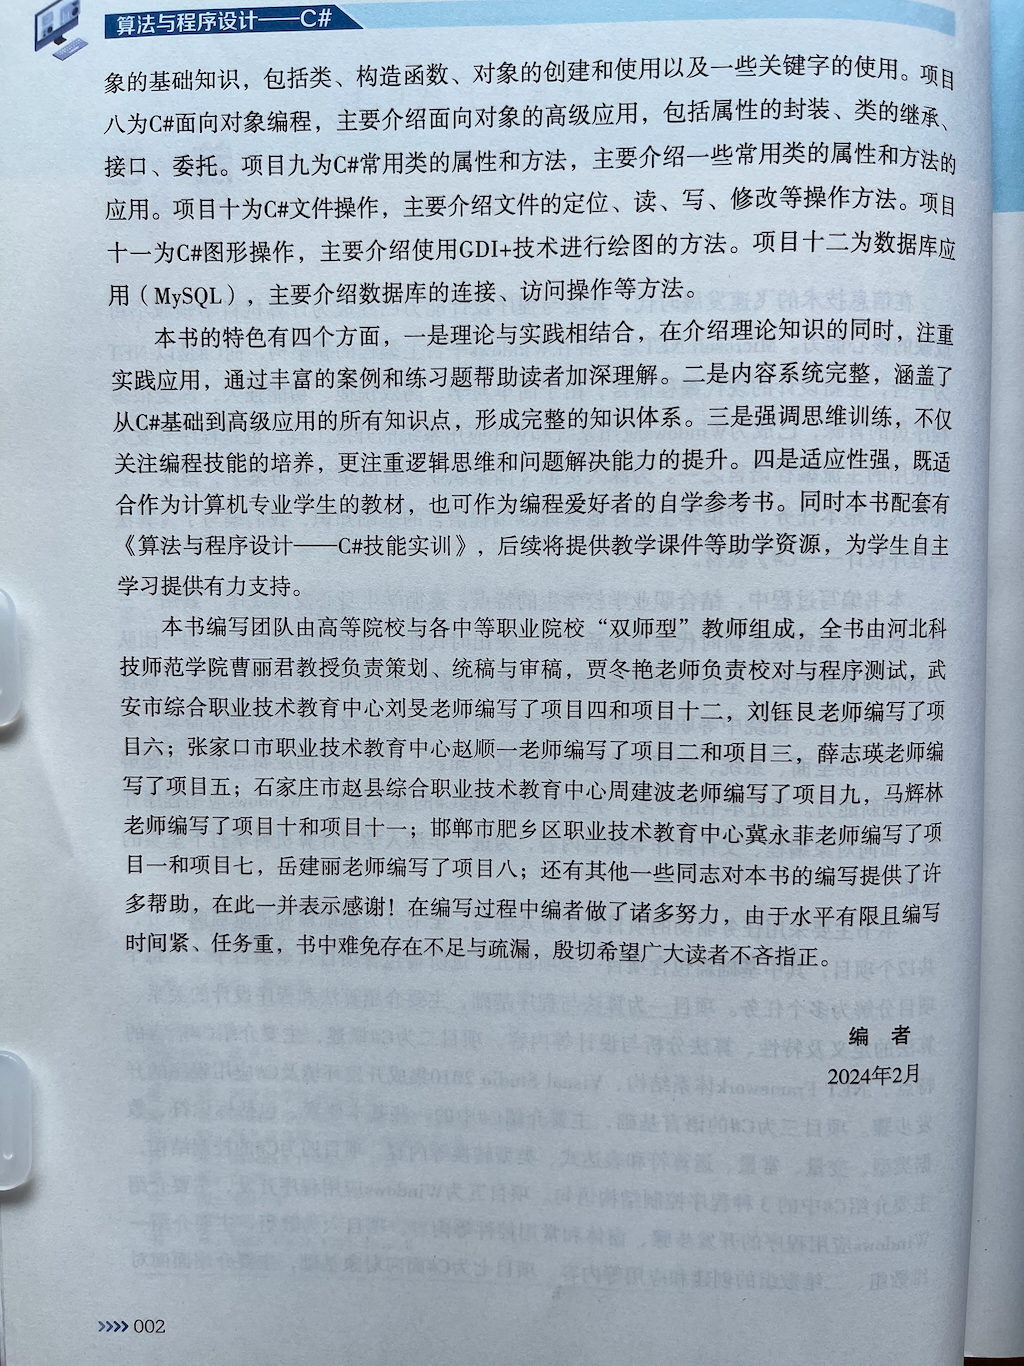 算法与程序设计——C#
象的基础知识，包括类、构造函数、对象的创建和使用以及一些关键字的使用。项目
八为C#面向对象编程，主要介绍面向对象的高级应用，包括属性的封装、类的继承、
接口、委托。项目九为C#常用类的属性和方法，主要介绍一些常用类的属性和方法的
应用。项目十为C#文件操作，主要介绍文件的定位、读、写、修改等操作方法。项目
十一为C#图形操作，主要介绍使用GDI+技术进行绘图的方法。项目十二为数据库应
用（MySQL），主要介绍数据库的连接、访问操作等方法。
本书的特色有四个方面，一是理论与实践相结合，在介绍理论知识的同时，注重
实践应用，通过丰富的案例和练习题帮助读者加深理解。二是内容系统完整，涵盖了
从C#基础到高级应用的所有知识点，形成完整的知识体系。三是强调思维训练，不仅
关注编程技能的培养，更注重逻辑思维和问题解决能力的提升。四是适应性强，既适
合作为计算机专业学生的教材，也可作为编程爱好者的自学参考书。同时本书配套有
《算法与程序设计——C#技能实训》，后续将提供教学课件等助学资源，为学生自主
学习提供有力支持。
本书编写团队由高等院校与各中等职业院校“双师型”教师组成，全书由河北科
技师范学院曹丽君教授负责策划、统稿与审稿，贾冬艳老师负责校对与程序测试，武
安市综合职业技术教育中心刘旻老师编写了项目四和项目十二，刘钰艮老师编写了项
目六；张家口市职业技术教育中心赵顺一老师编写了项目二和项目三，薛志瑛老师编
写了项目五；石家庄市赵县综合职业技术教育中心周建波老师编写了项目九，马辉林
老师编写了项目十和项目十一；邯郸市肥乡区职业技术教育中心冀永菲老师编写了项
目一和项目七，岳建丽老师编写了项目八；还有其他一些同志对本书的编写提供了许
多帮助，在此一并表示感谢！在编写过程中编者做了诸多努力，由于水平有限且编写
时间紧、任务重，书中难免存在不足与疏漏，殷切希望广大读者不吝指正。
编 者
2024年2月
›››› 002